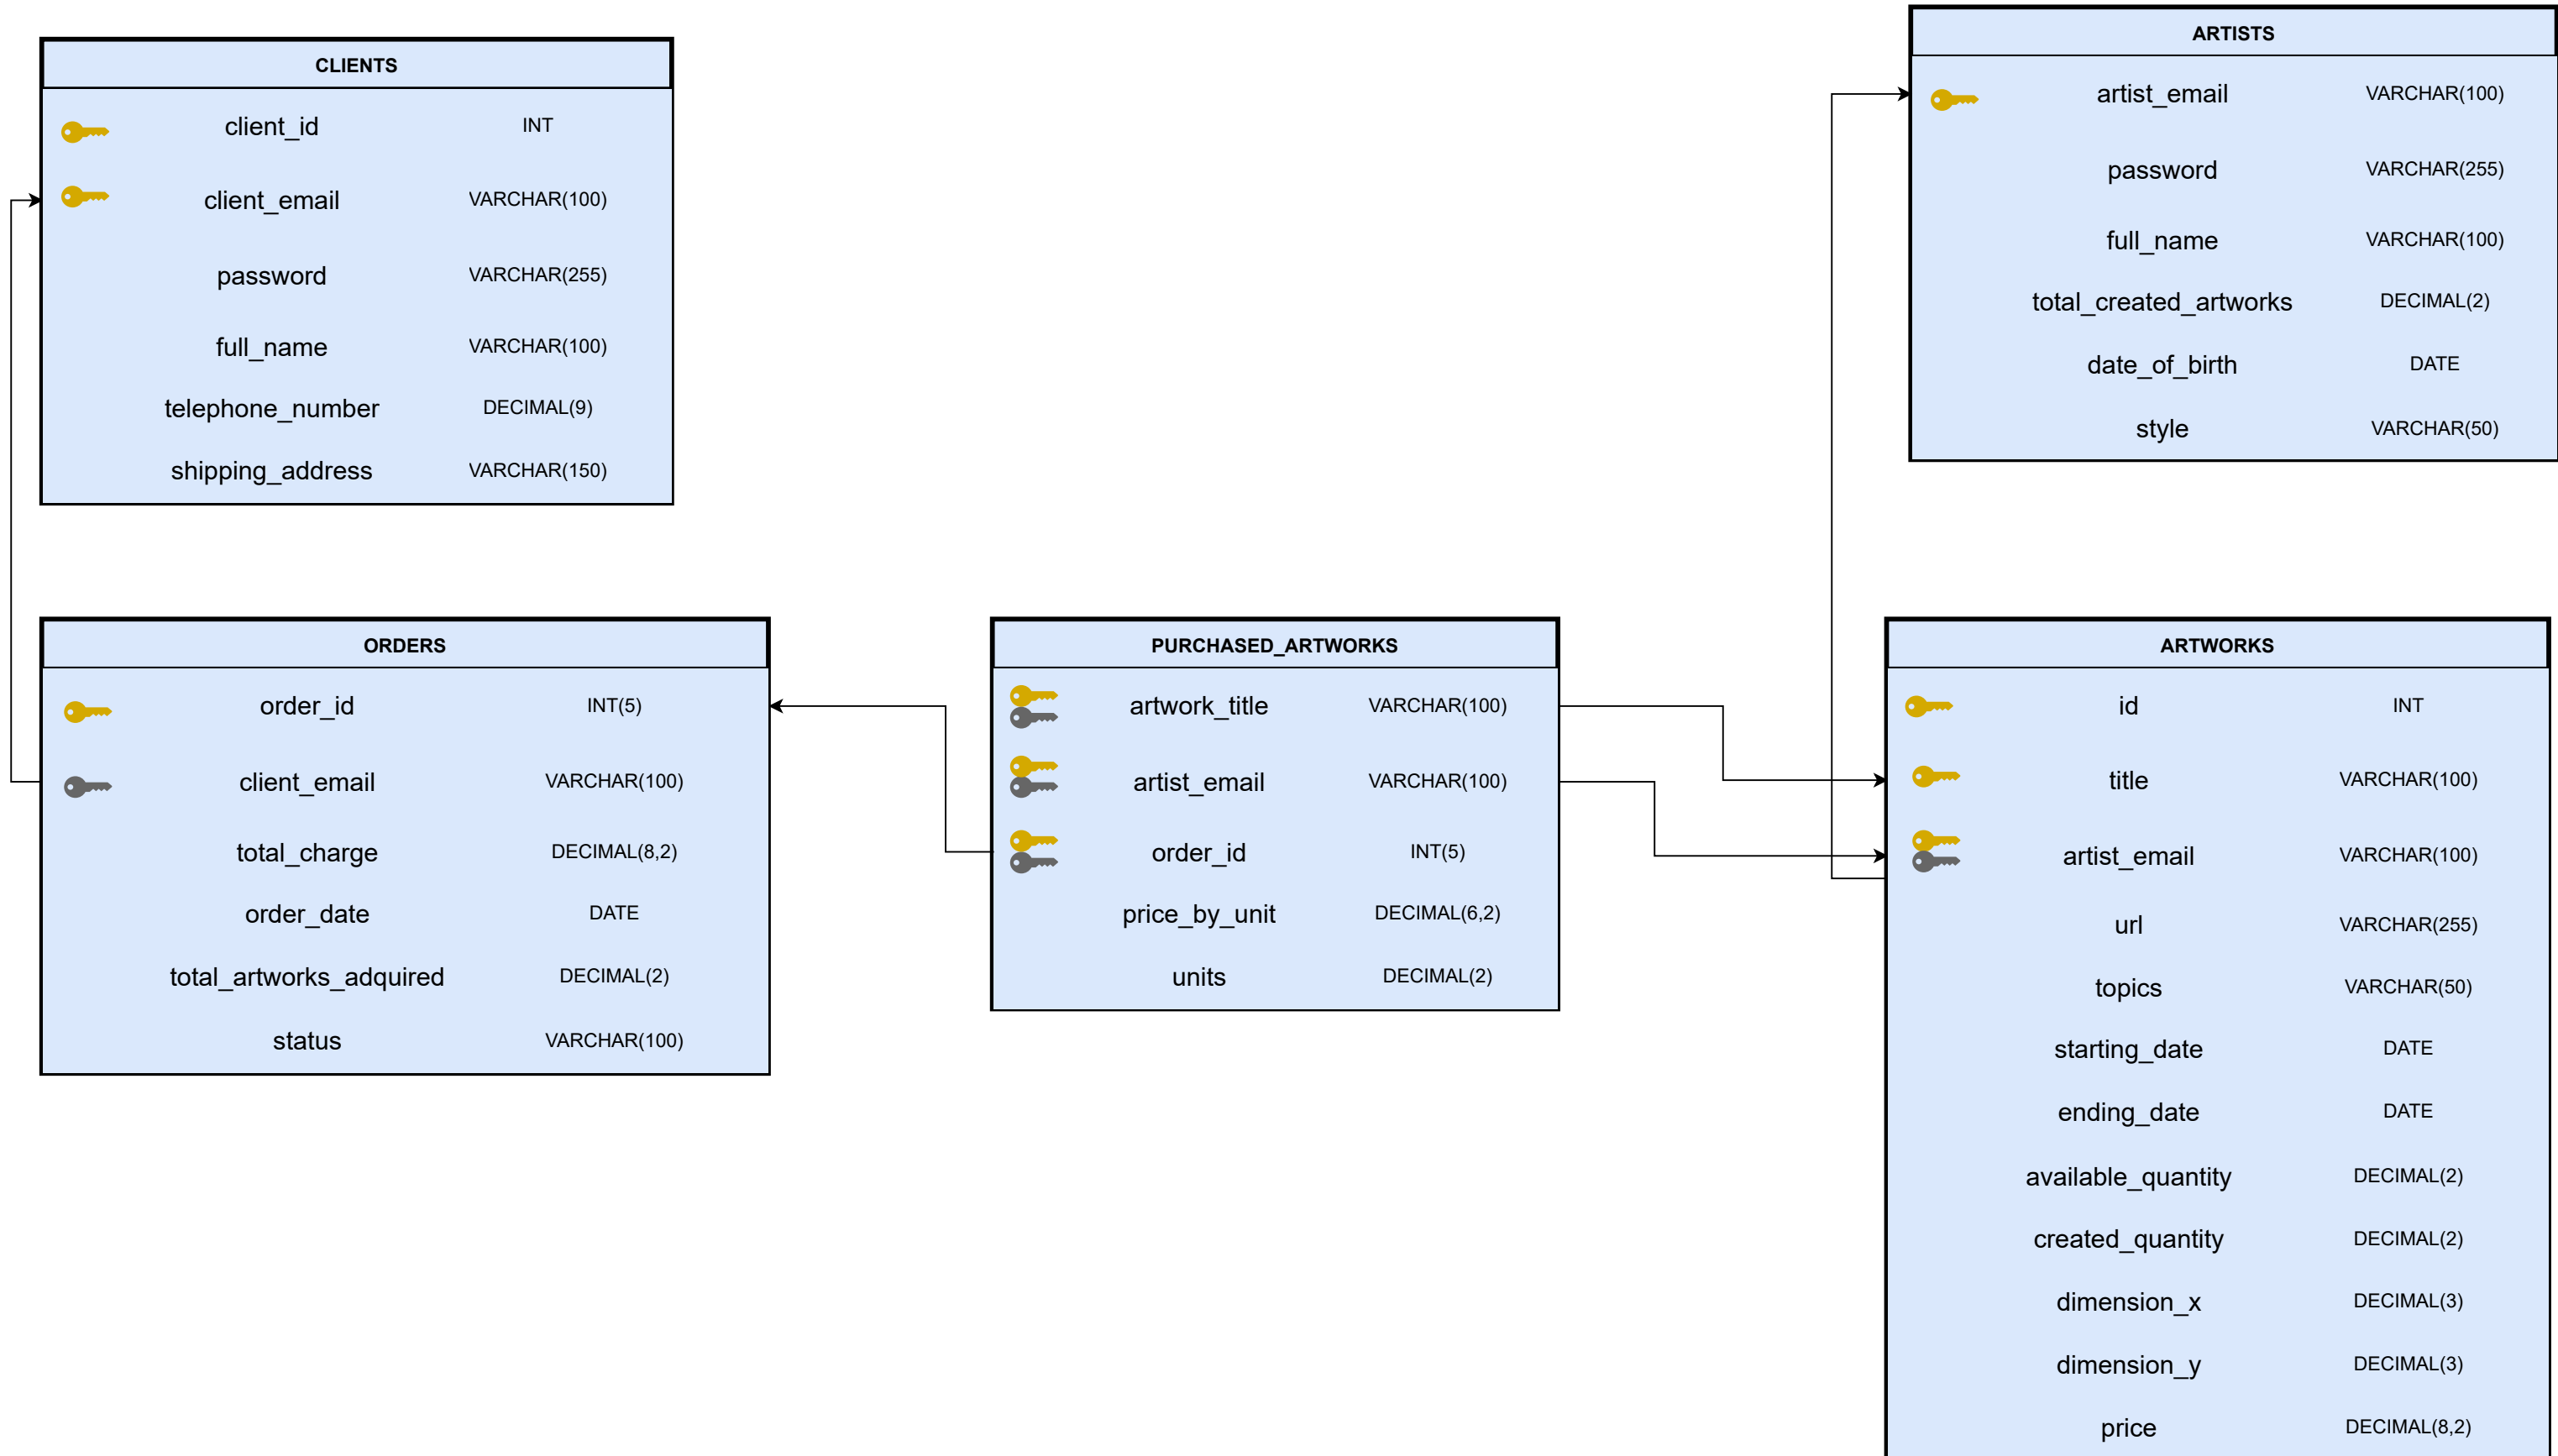 CLIENTS
client_id INT
client_email VARCHAR(100)
password VARCHAR(255)
full_name VARCHAR(100)
telephone_number DECIMAL(9)
shipping_address VARCHAR(150)
ARTISTS
artist_email VARCHAR(100)
password VARCHAR(255)
full_name VARCHAR(100)
total_created_artworks DECIMAL(2)
date_of_birth DATE
style VARCHAR(50)
ORDERS
order_id INT(5)
client_email VARCHAR(100)
total_charge DECIMAL(8,2)
order_date DATE
total_artworks_adquired DECIMAL(2)
status VARCHAR(100)
PURCHASED_ARTWORKS
artwork_title VARCHAR(100)
artist_email VARCHAR(100)
order_id INT(5)
price_by_unit DECIMAL(6,2)
units DECIMAL(2)
ARTWORKS
id INT
title VARCHAR(100)
artist_email VARCHAR(100)
url VARCHAR(255)
topics VARCHAR(50)
starting_date DATE
ending_date DATE
available_quantity DECIMAL(2)
created_quantity DECIMAL(2)
dimension_x DECIMAL(3)
dimension_y DECIMAL(3)
price DECIMAL(8,2)